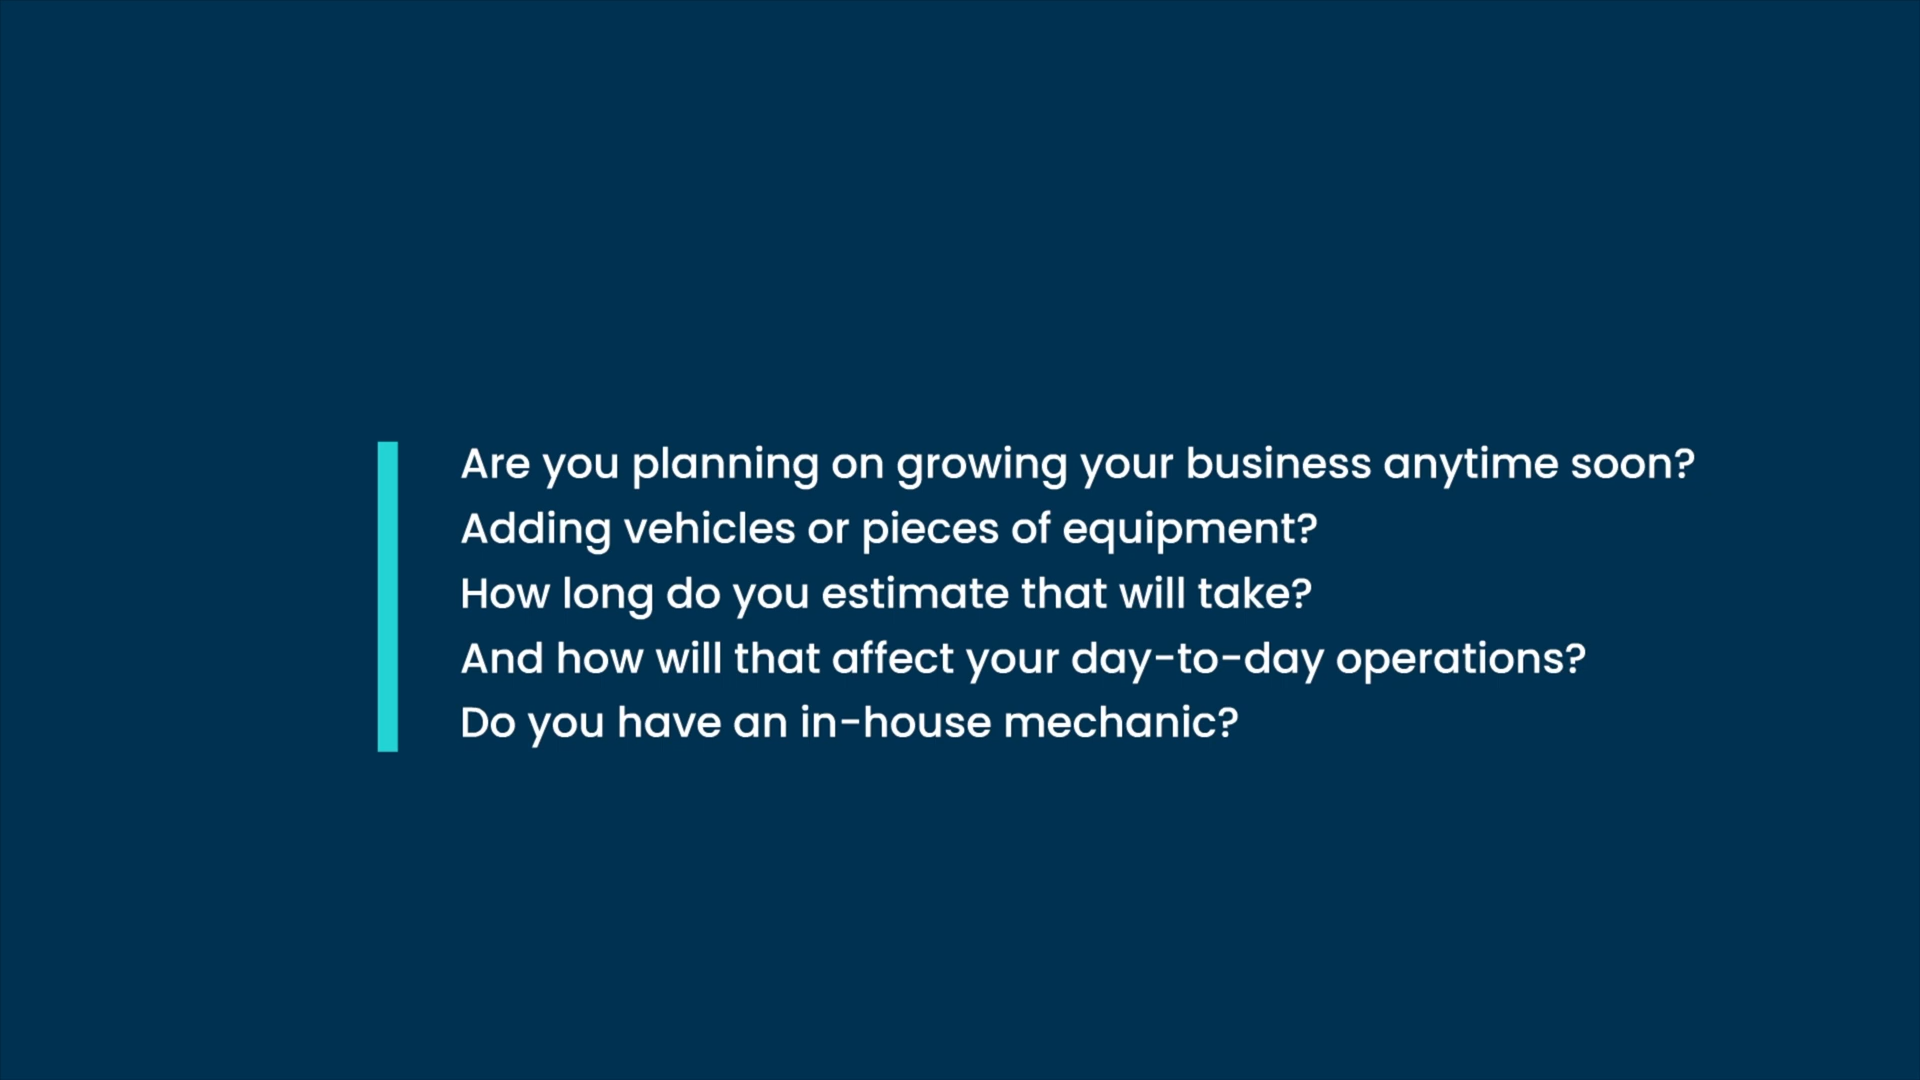 Are you planning on growing your business anytime soon?
Adding vehicles or pieces of equipment?
How long do you estimate that will take?
And how will that affect your day-to-day operations?
Do you have an in-house mechanic?